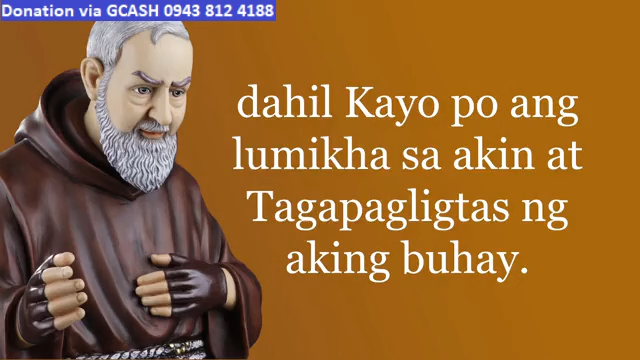 Donation via GCASH 0943 812 4188
dahil Kayo po ang
lumikha sa akin at
Tagapagligtas ng
aking buhay.